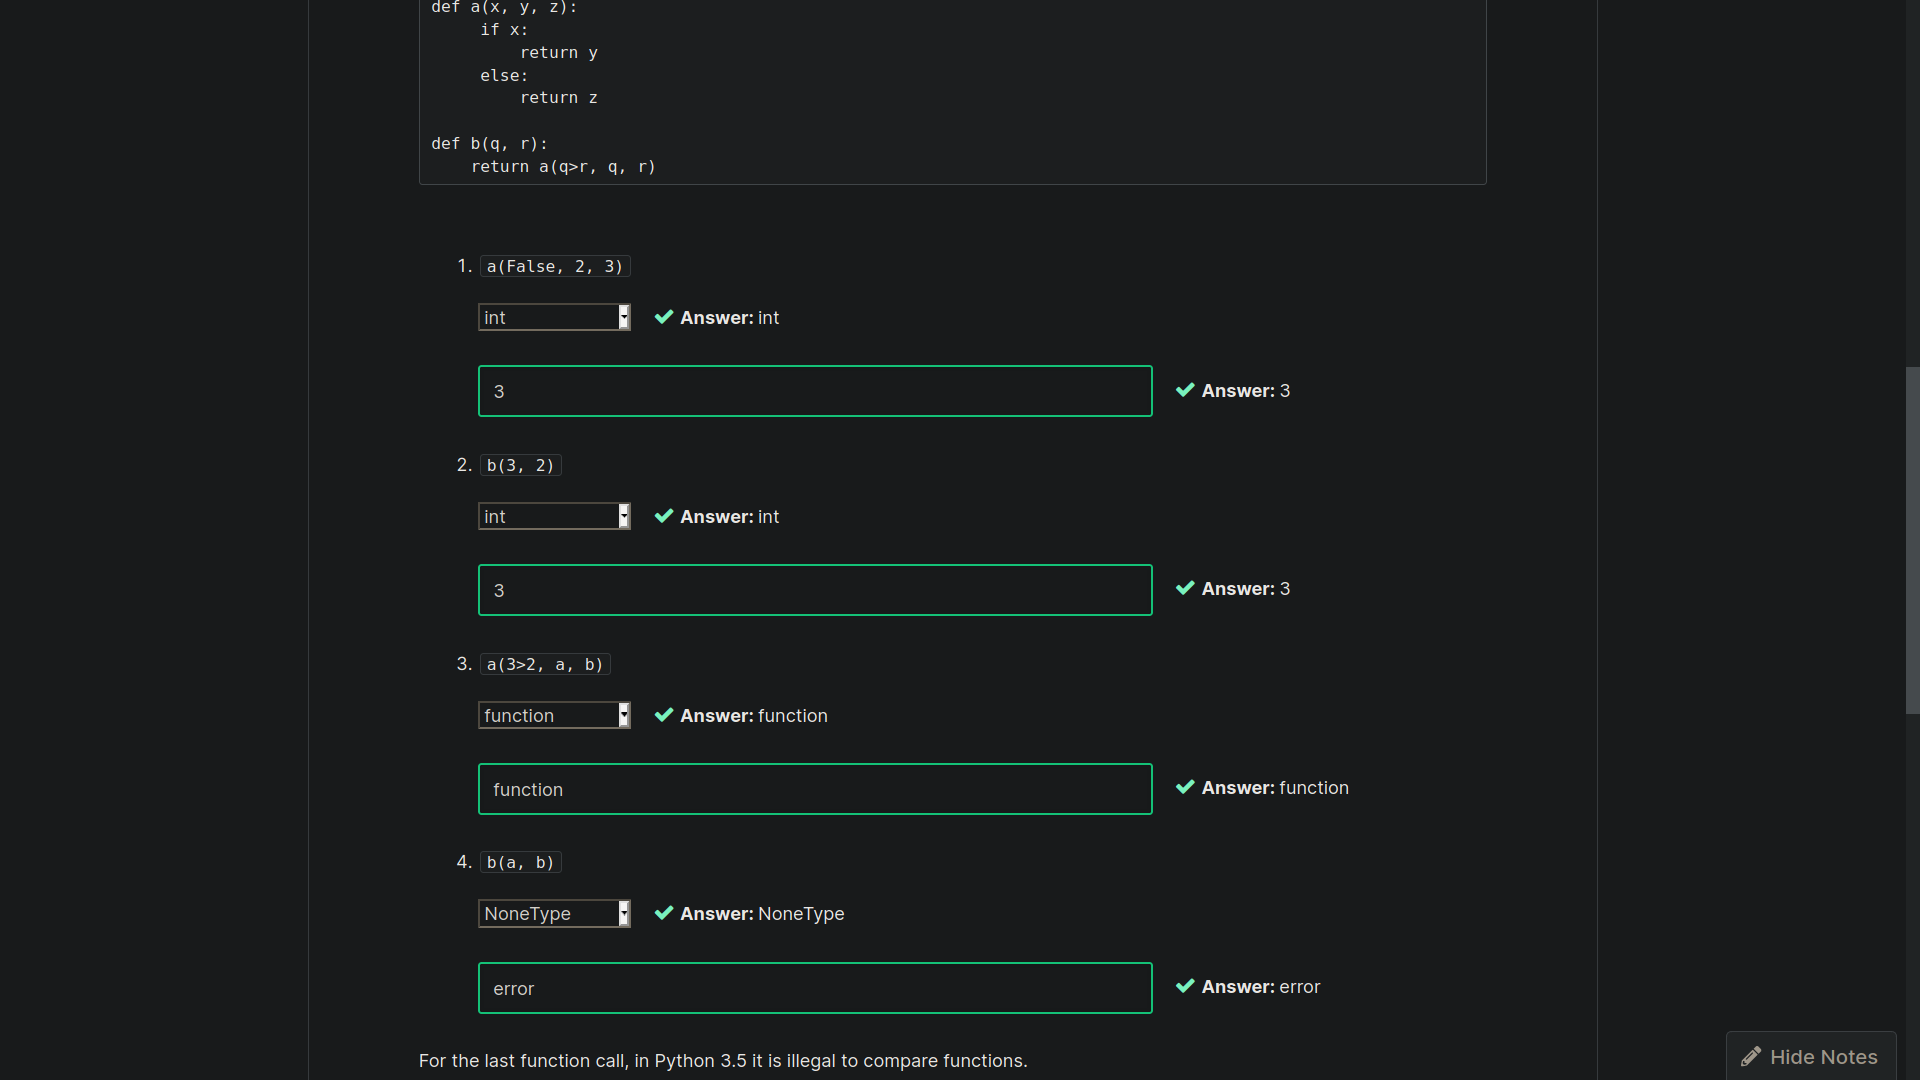 def a(x, y, z):
     if x:
         return y
     else:
         return z

def b(q, r):
    return a(q>r, q, r)
1. a(False, 2, 3)
int Answer: int
3 Answer: 3
2. b(3, 2)
int Answer: int
3 Answer: 3
3. a(3>2, a, b)
function Answer: function
function Answer: function
4. b(a, b)
NoneType Answer: NoneType
error Answer: error
For the last function call, in Python 3.5 it is illegal to compare functions.
Hide Notes